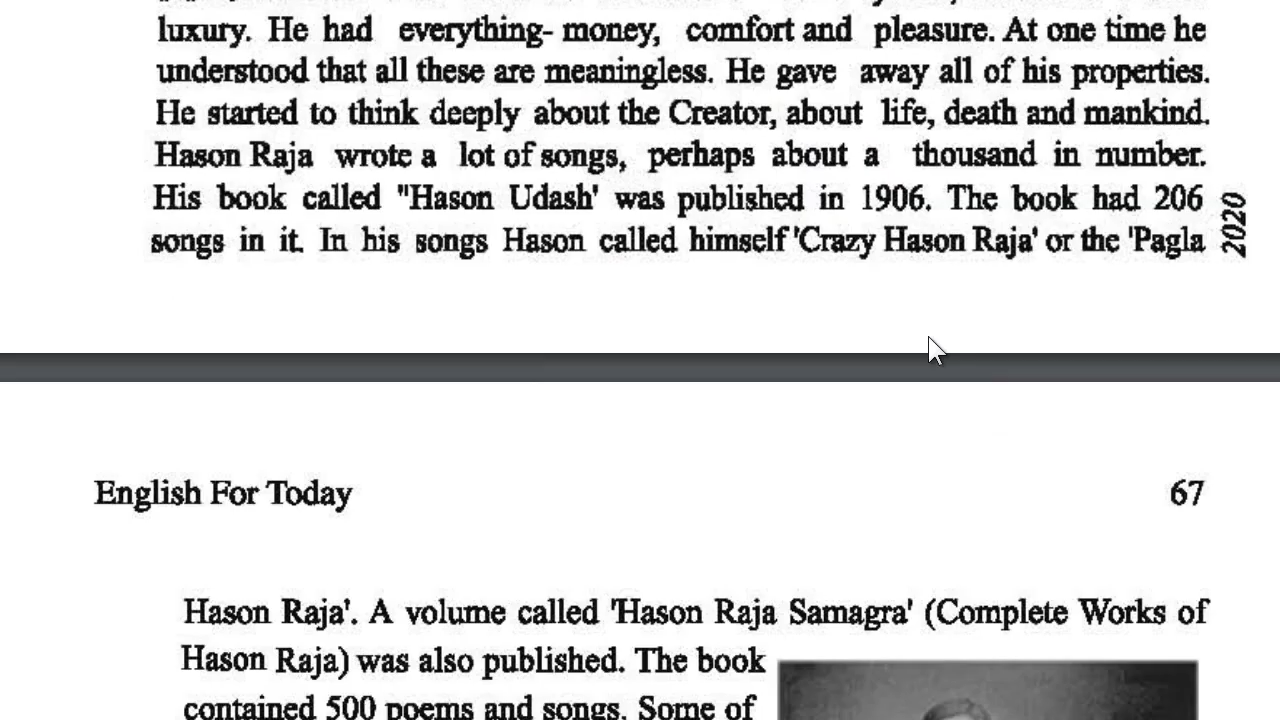 luxury. He had everything- money, comfort and pleasure. At one time he
understood that all these are meaningless. He gave away all of his properties.
He started to think deeply about the Creator, about life, death and mankind.
Hason Raja wrote a lot of songs, perhaps about a thousand in number.
His book called "Hason Udash' was published in 1906. The book had 206
songs in it. In his songs Hason called himself 'Crazy Hason Raja' or the 'Pagla
2020
English For Today 67
Hason Raja'. A volume called 'Hason Raja Samagra' (Complete Works of
Hason Raja) was also published. The book
contained 500 poems and songs. Some of